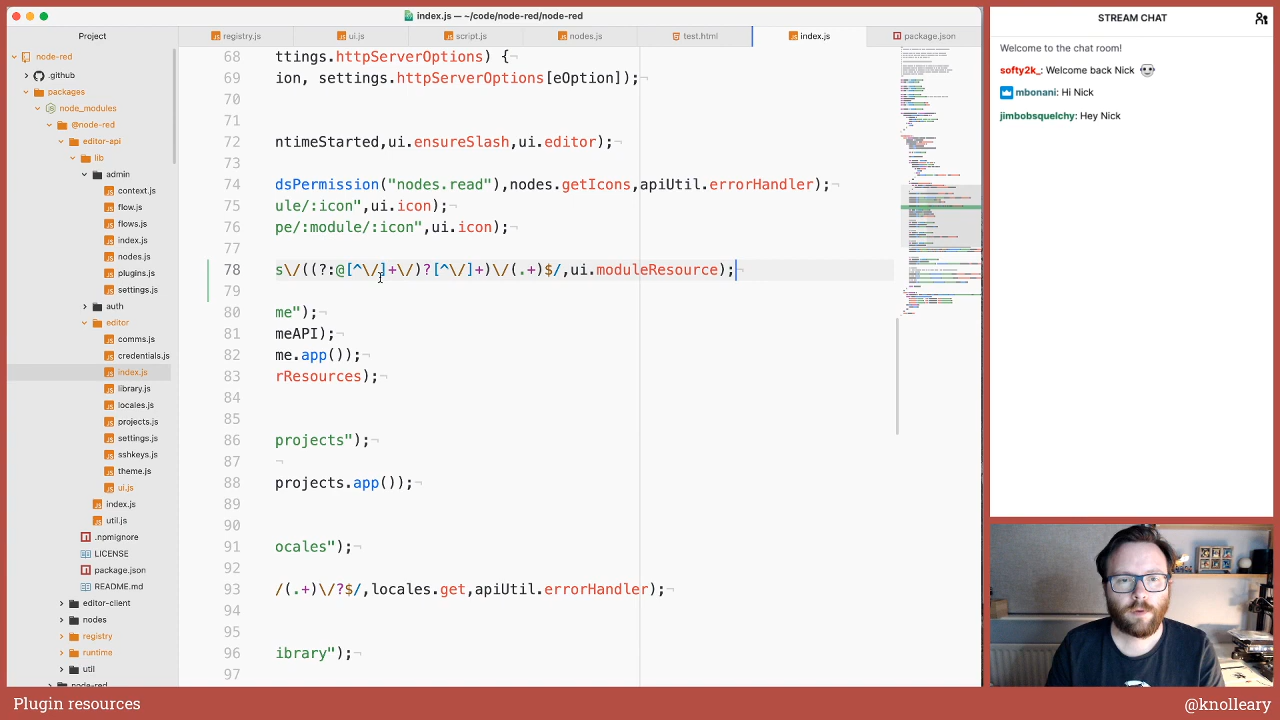 index.js — ~/code/node-red/node-red
Project
registry.js
ui.js
script.js
nodes.js
test.html
index.js
package.json
node-red
.github
packages
node_modules
@node-red
editor-api
lib
admin
context.js
flow.js
flows.js
index.js
nodes.js
plugins.js
settings.js
auth
editor
comms.js
credentials.js
index.js
library.js
locales.js
projects.js
settings.js
sshkeys.js
theme.js
ui.js
index.js
util.js
.npmignore
LICENSE
package.json
README.md
editor-client
nodes
registry
runtime
util
node-red
68 ttings.httpServerOptions) {¬
69 ion, settings.httpServerOptions[eOption]);¬
70
71
72 ntimeStarted,ui.ensureSlash,ui.editor);¬
73
74 dsPermission("nodes.read"),nodes.getIcons,apiUtil.errorHandler);¬
75 ule/:icon",ui.icon);¬
76 pe/:module/:icon",ui.icon);¬
77
78 s\/((?:@[^\/]+\/)?[^\/]+)\/(.+)$/,ui.moduleResource);¬
79
80 me");¬
81 meAPI);¬
82 me.app());¬
83 rResources);¬
84
85
86 projects");¬
87 ¬
88 projects.app());¬
89
90
91 ocales");¬
92
93 /(.+)\/?$/,locales.get,apiUtil.errorHandler);¬
94
95
96 ibrary");¬
97
STREAM CHAT
Welcome to the chat room!
softy2k_: Welcome back Nick
mbonani: Hi Nick
jimbobsquelchy: Hey Nick
Plugin resources
@knolleary